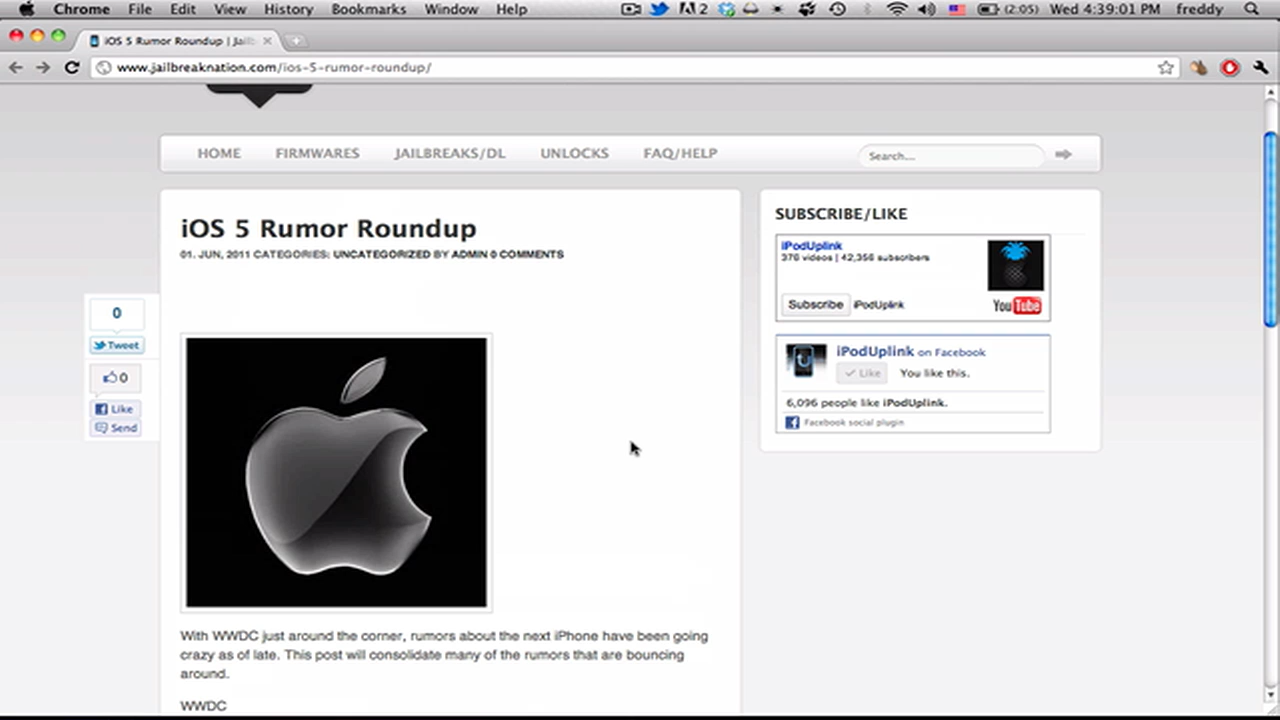 Chrome File Edit View History Bookmarks Window Help 2 (2:05) Wed 4:39:01 PM freddy
iOS 5 Rumor Roundup | Jailb
www.jailbreaknation.com/ios-5-rumor-roundup/
HOME FIRMWARES JAILBREAKS/DL UNLOCKS FAQ/HELP Search...
iOS 5 Rumor Roundup
01. JUN, 2011 CATEGORIES: UNCATEGORIZED BY ADMIN 0 COMMENTS
0
Tweet
0
Like
Send
With WWDC just around the corner, rumors about the next iPhone have been going
crazy as of late. This post will consolidate many of the rumors that are bouncing
around.
WWDC
SUBSCRIBE/LIKE
iPodUplink
376 videos | 42,356 subscribers
Subscribe iPodUplink YouTube
iPodUplink on Facebook
Like You like this.
6,096 people like iPodUplink.
Facebook social plugin